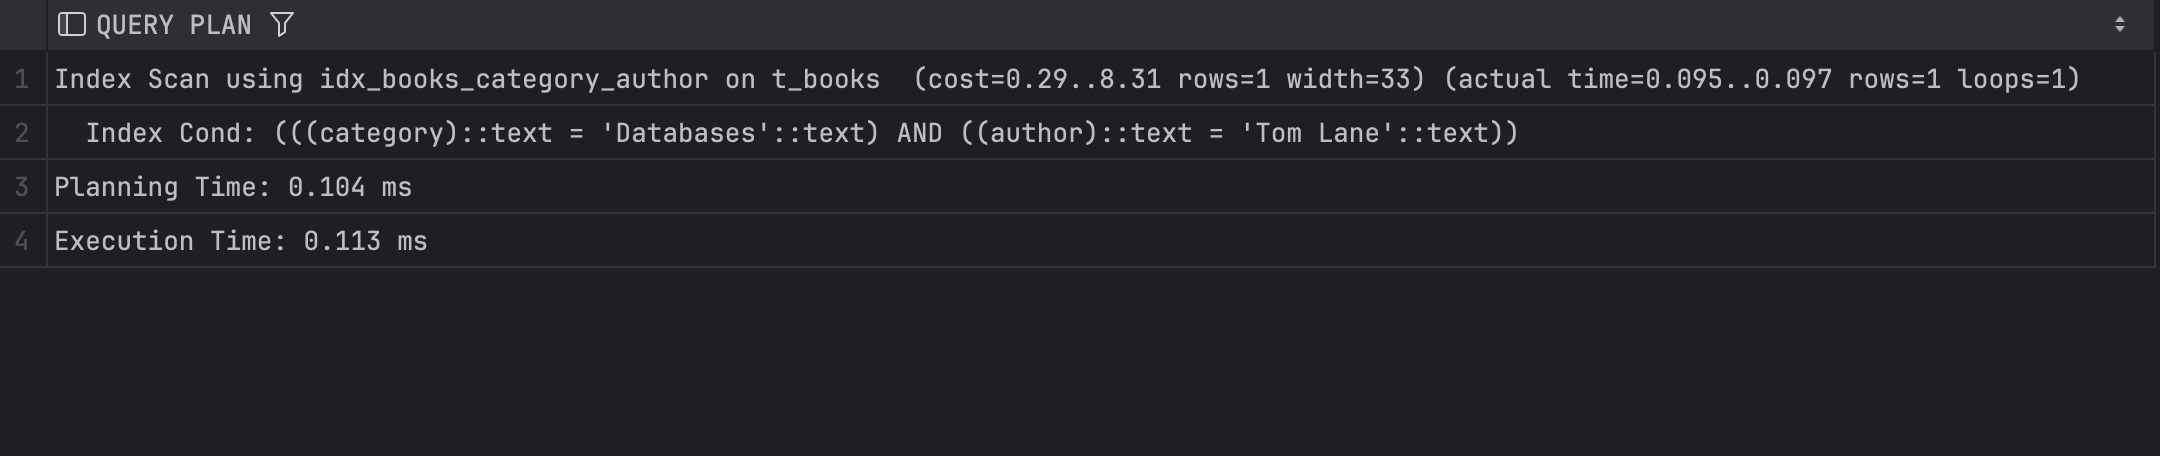 QUERY PLAN
1 Index Scan using idx_books_category_author on t_books  (cost=0.29..8.31 rows=1 width=33) (actual time=0.095..0.097 rows=1 loops=1)
2   Index Cond: (((category)::text = 'Databases'::text) AND ((author)::text = 'Tom Lane'::text))
3 Planning Time: 0.104 ms
4 Execution Time: 0.113 ms